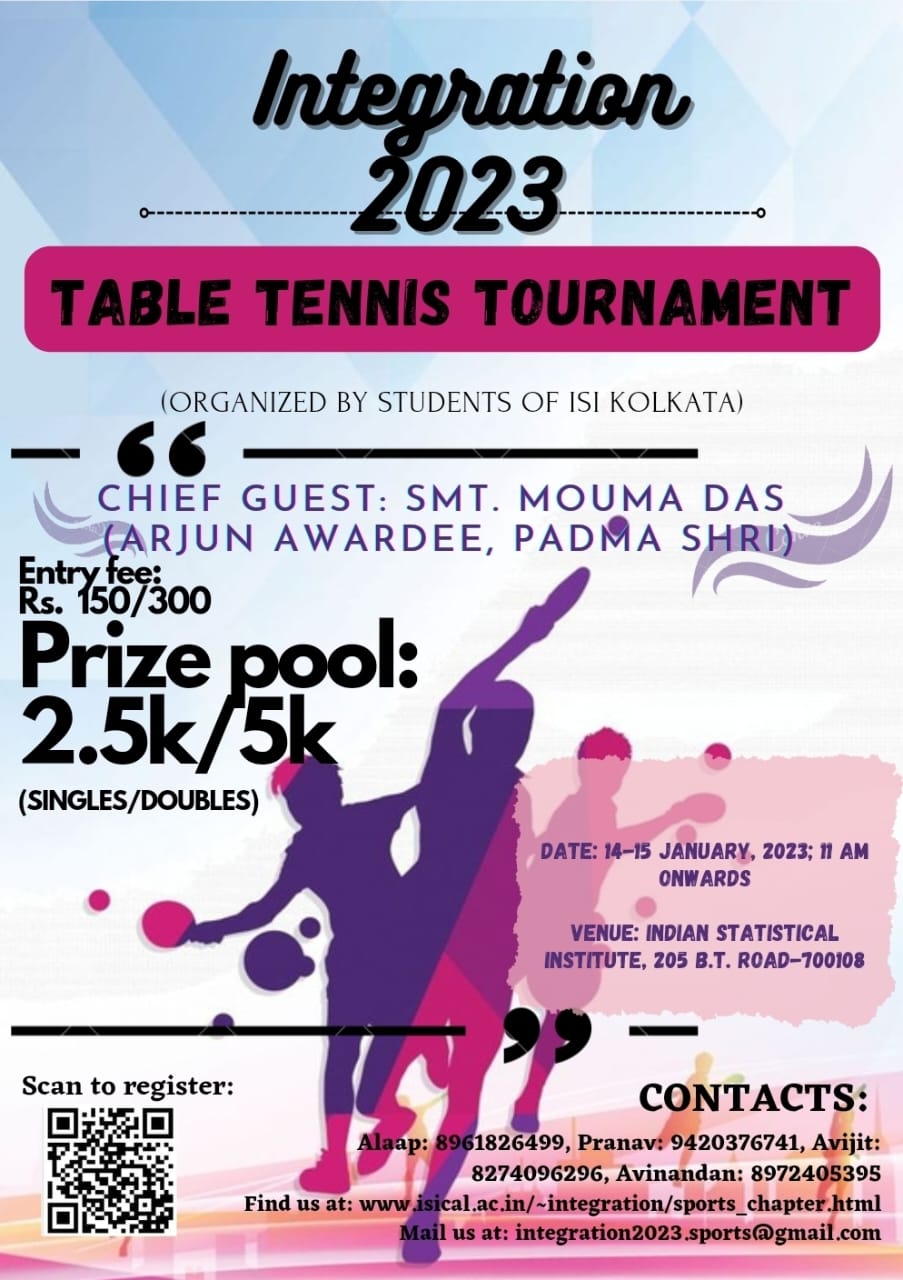 Integration
2023
TABLE TENNIS TOURNAMENT
(ORGANIZED BY STUDENTS OF ISI KOLKATA)
“
CHIEF GUEST: SMT. MOUMA DAS
(ARJUN AWARDEE, PADMA SHRI)
Entry fee:
Rs. 150/300
Prize pool:
2.5k/5k
(SINGLES/DOUBLES)
DATE: 14-15 JANUARY, 2023; 11 AM
ONWARDS
VENUE: INDIAN STATISTICAL
INSTITUTE, 205 B.T. ROAD-700108
”
Scan to register:
CONTACTS:
Alaap: 8961826499, Pranav: 9420376741, Avijit:
8274096296, Avinandan: 8972405395
Find us at: www.isical.ac.in/~integration/sports_chapter.html
Mail us at: integration2023.sports@gmail.com